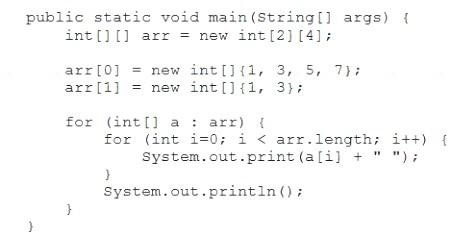 public static void main(String[] args) {
    int[][] arr = new int[2][4];
    arr[0] = new int[]{1, 3, 5, 7};
    arr[1] = new int[]{1, 3};
    for (int[] a : arr) {
        for (int i=0; i < arr.length; i++) {
            System.out.print(a[i] + " ");
        }
        System.out.println();
    }
}